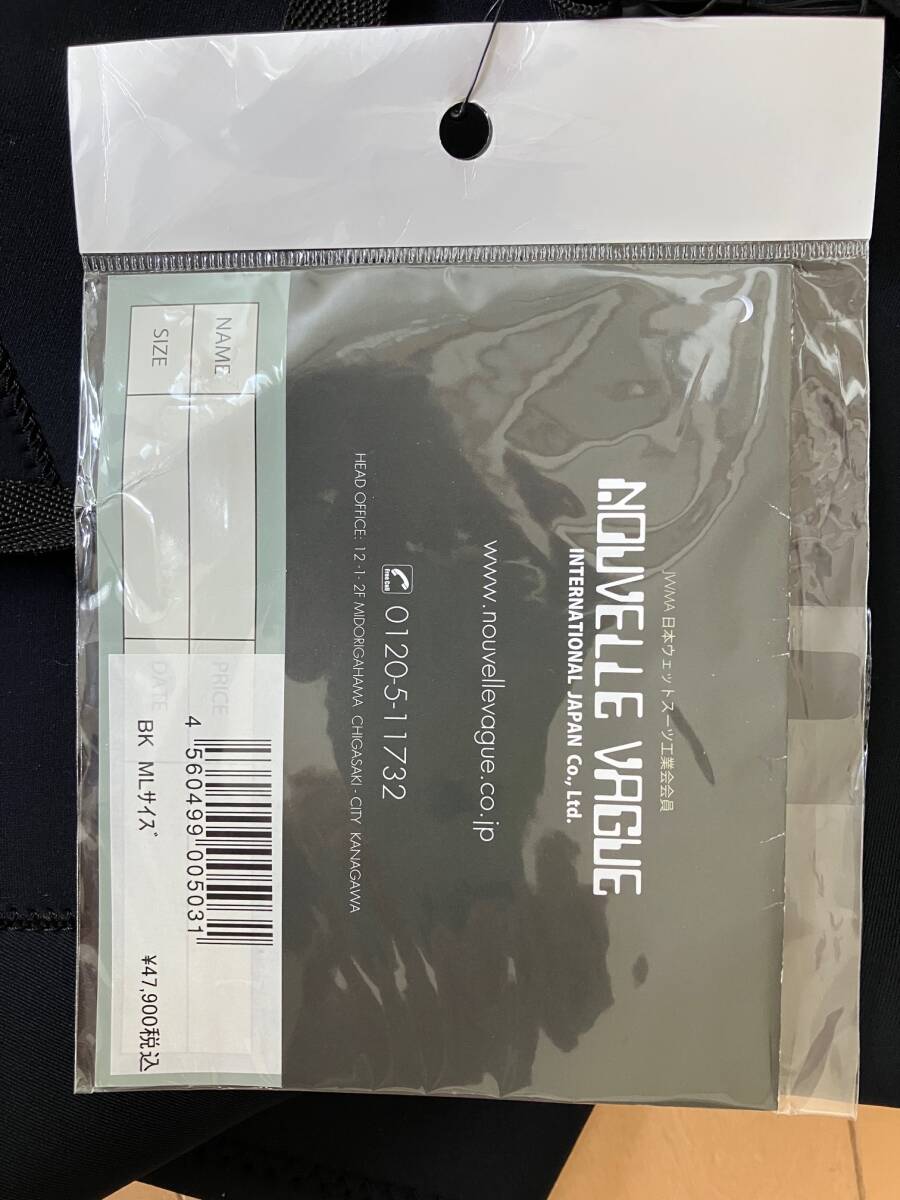 JWMA 日本ウェットスーツ工業会会員
NOUVELLE VAGUE
INTERNATIONAL JAPAN Co., Ltd.
www.nouvellevague.co.jp
Free Call 0120-5-11732
HEAD OFFICE: 12-1-2F MIDORIGAHAMA CHIGASAKI-CITY KANAGAWA
NAME
PRICE
SIZE
DATE
4 560499 005031
BK MLサイズ ¥47,900税込